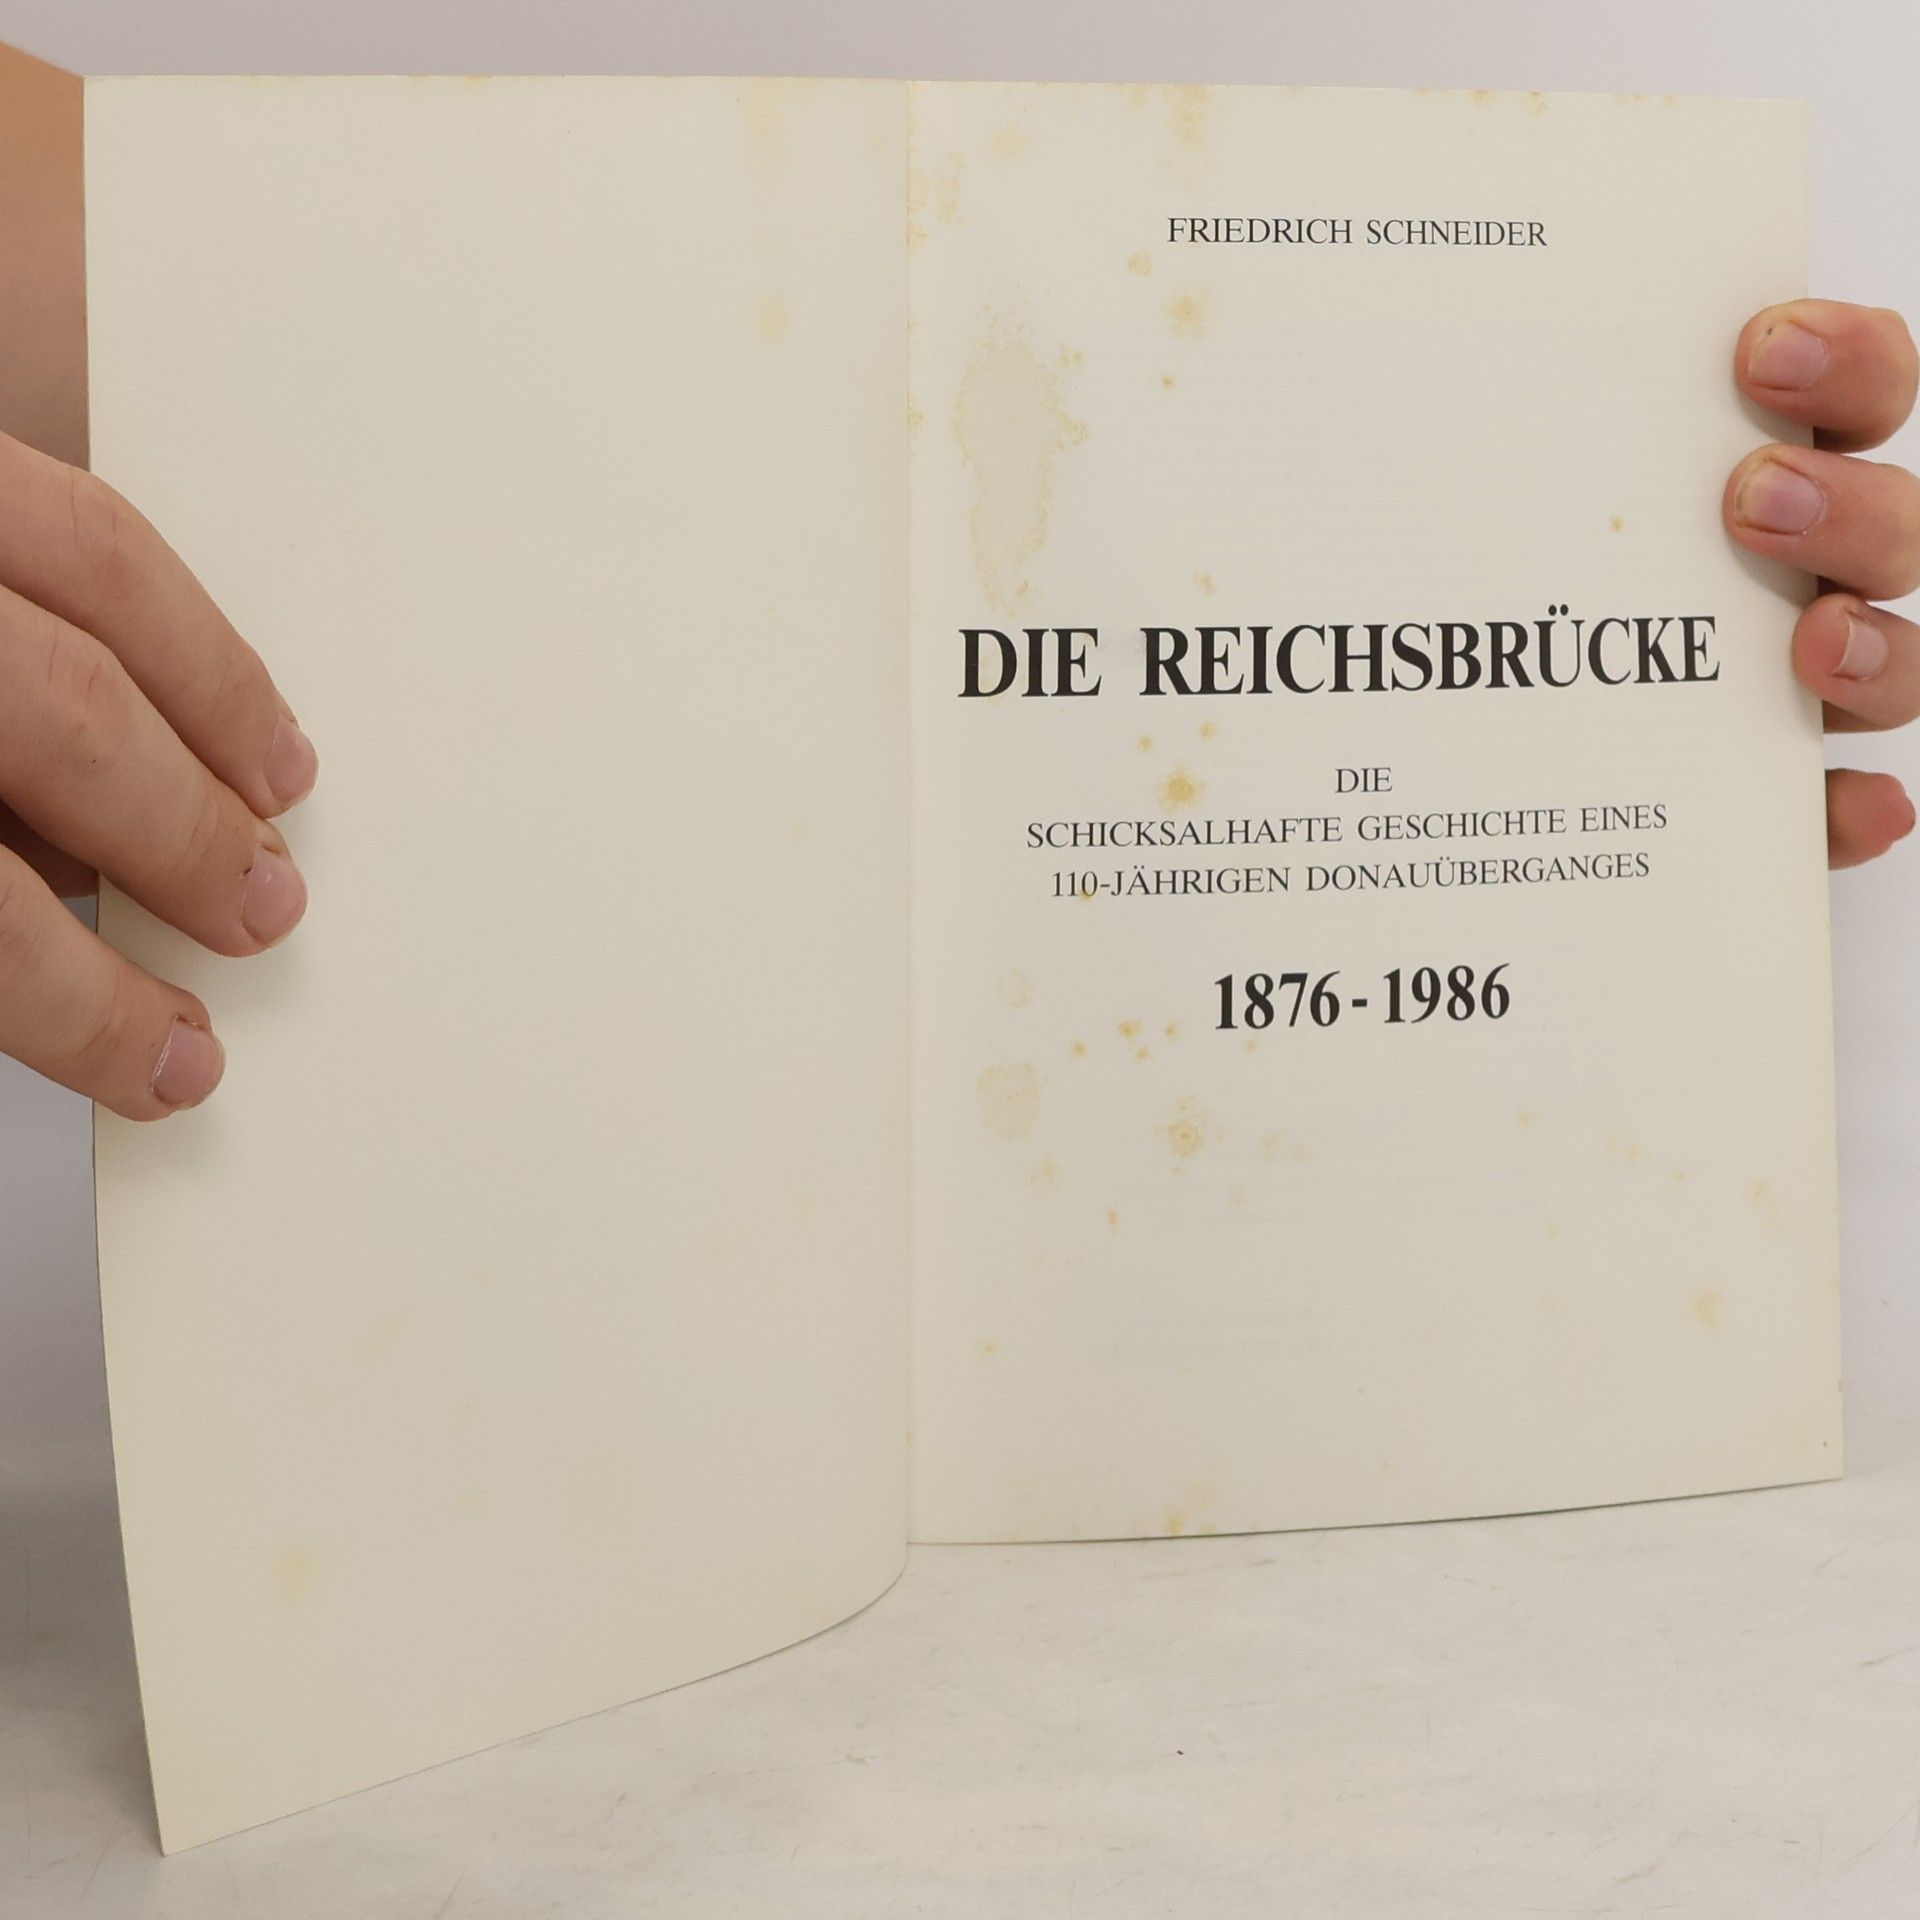 FRIEDRICH SCHNEIDER
DIE REICHSBRÜCKE
DIE
SCHICKSALHAFTE GESCHICHTE EINES
110-JÄHRIGEN DONAUÜBERGANGES
1876-1986